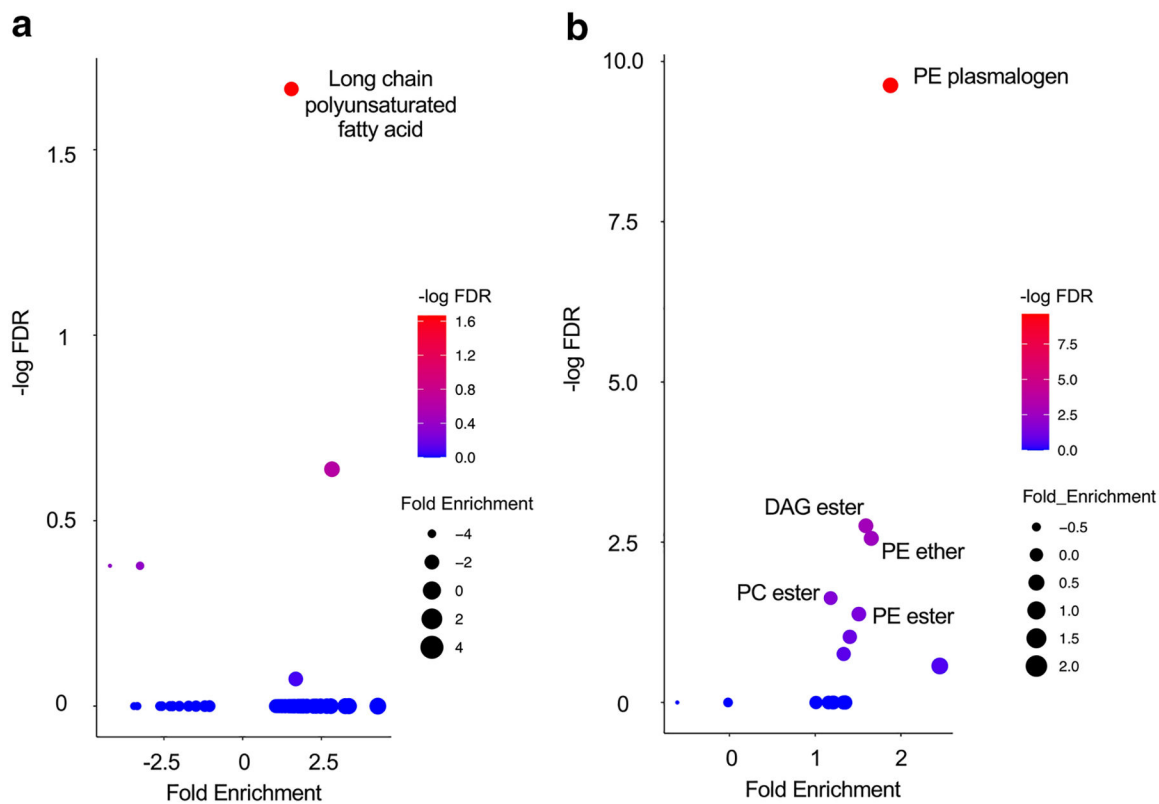 a
Long chain
polyunsaturated
fatty acid
1.5
1
0.5
0
-log FDR
-2.5
0
2.5
Fold Enrichment
-log FDR
1.6
1.2
0.8
0.4
0.0
Fold Enrichment
−4
−2
0
2
4
b
PE plasmalogen
DAG ester
PE ether
PC ester
PE ester
10.0
7.5
5.0
2.5
0
-log FDR
0
1
2
Fold Enrichment
-log FDR
7.5
5.0
2.5
0.0
Fold_Enrichment
−0.5
0.0
0.5
1.0
1.5
2.0